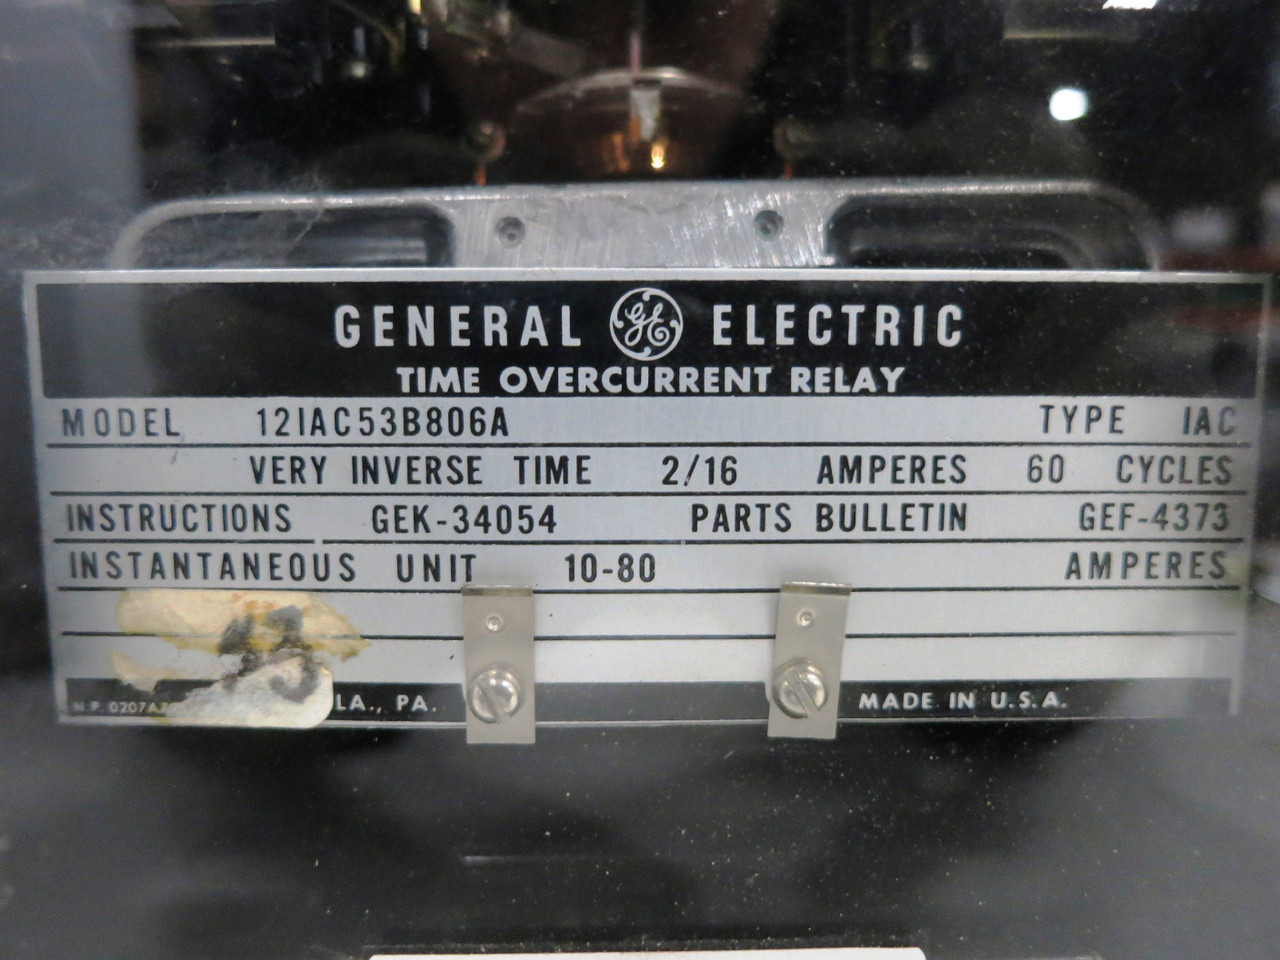 GENERAL GE ELECTRIC
TIME OVERCURRENT RELAY
MODEL 12IAC53B806A TYPE IAC
VERY INVERSE TIME 2/16 AMPERES 60 CYCLES
INSTRUCTIONS GEK-34054 PARTS BULLETIN GEF-4373
INSTANTANEOUS UNIT 10-80 AMPERES
N.P. LA., PA. MADE IN U.S.A.